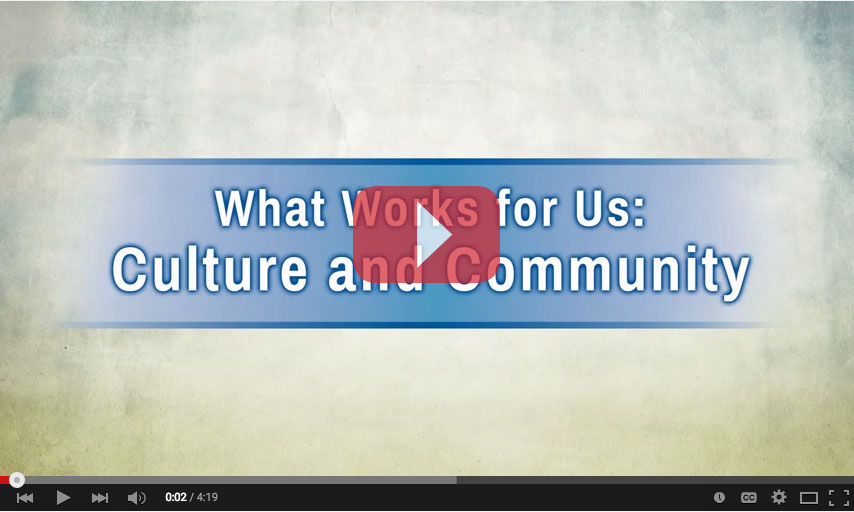 What Works for Us:
Culture and Community
0:02 / 4:19
CC